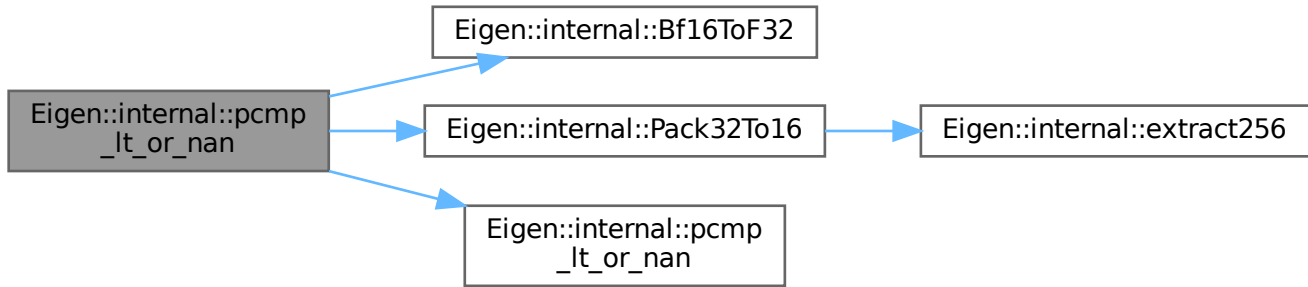 Eigen::internal::Bf16ToF32
Eigen::internal::pcmp
_lt_or_nan
Eigen::internal::Pack32To16
Eigen::internal::extract256
Eigen::internal::pcmp
_lt_or_nan